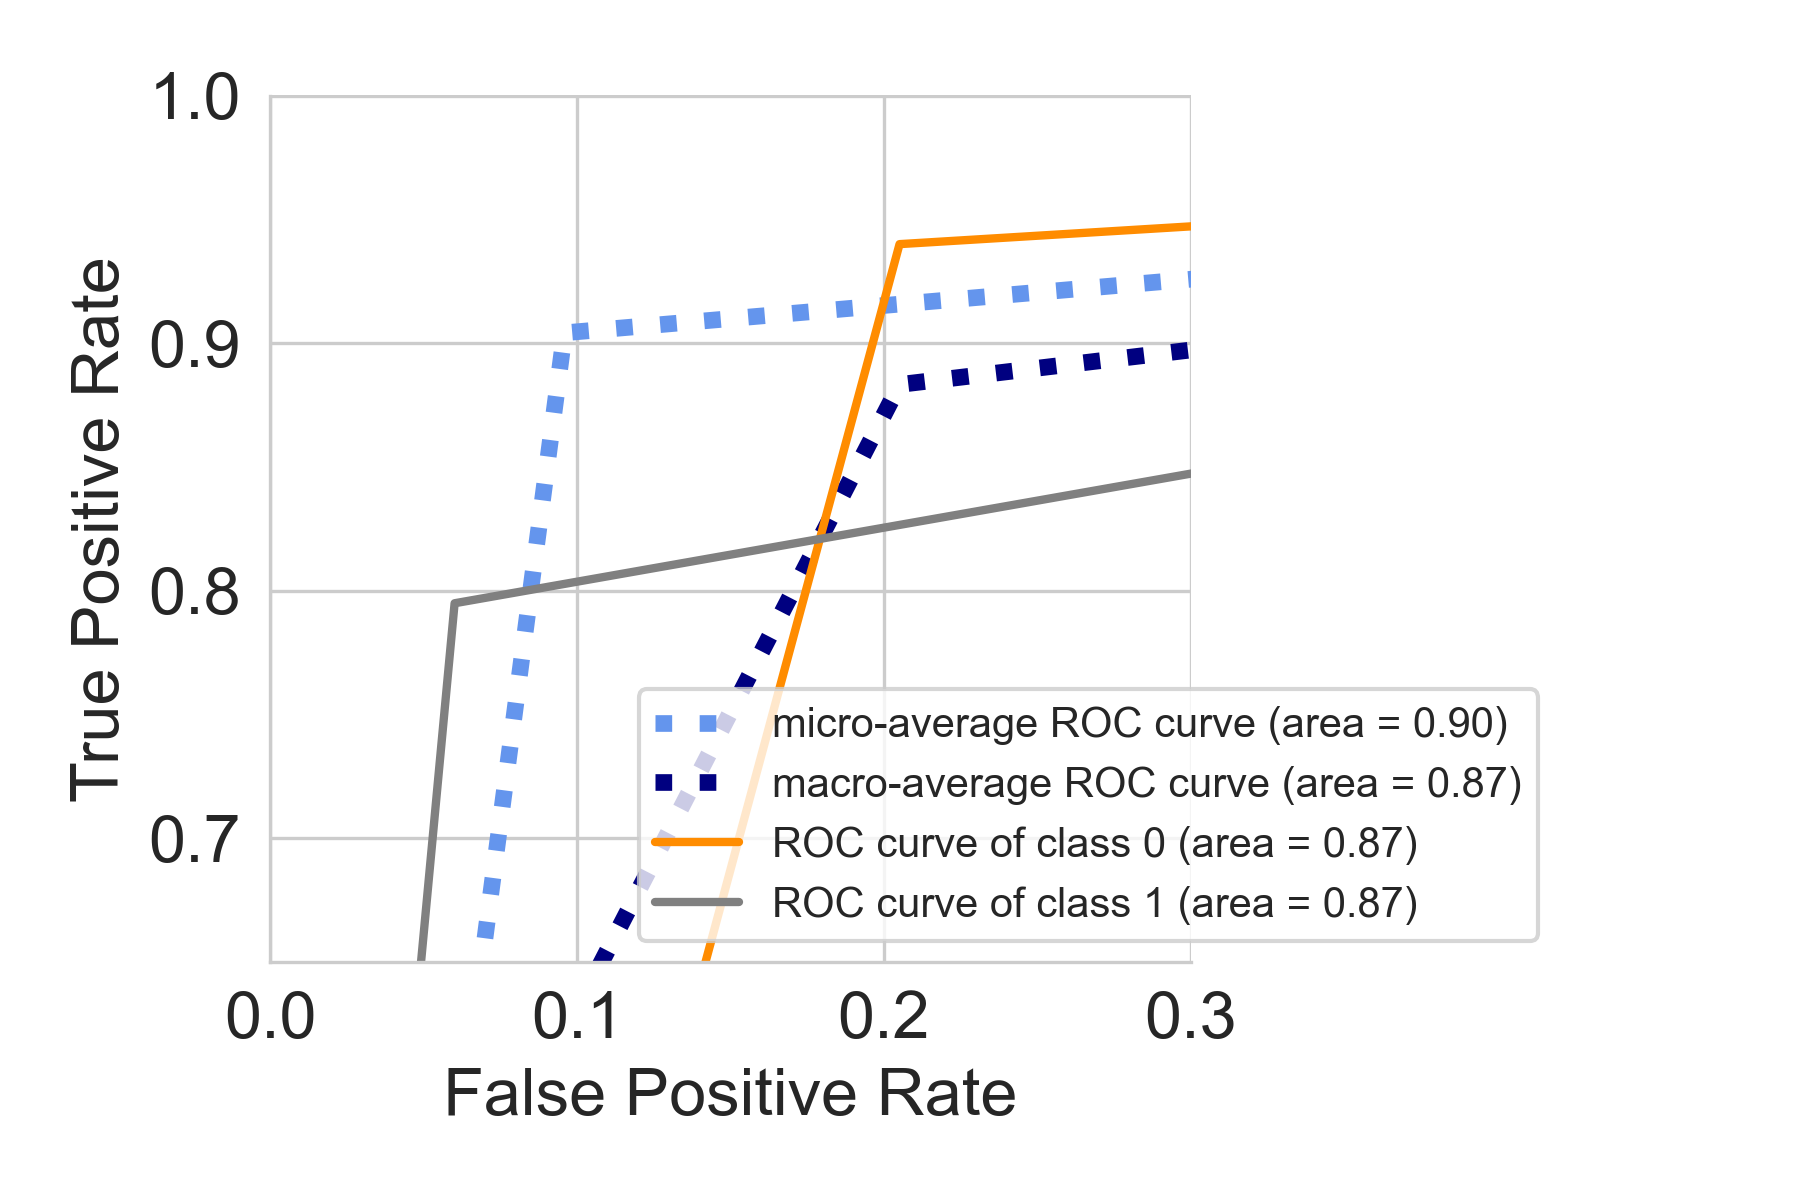 1.0
0.9
0.8
0.7
True Positive Rate
micro-average ROC curve (area = 0.90)
macro-average ROC curve (area = 0.87)
ROC curve of class 0 (area = 0.87)
ROC curve of class 1 (area = 0.87)
0.0 0.1 0.2 0.3
False Positive Rate